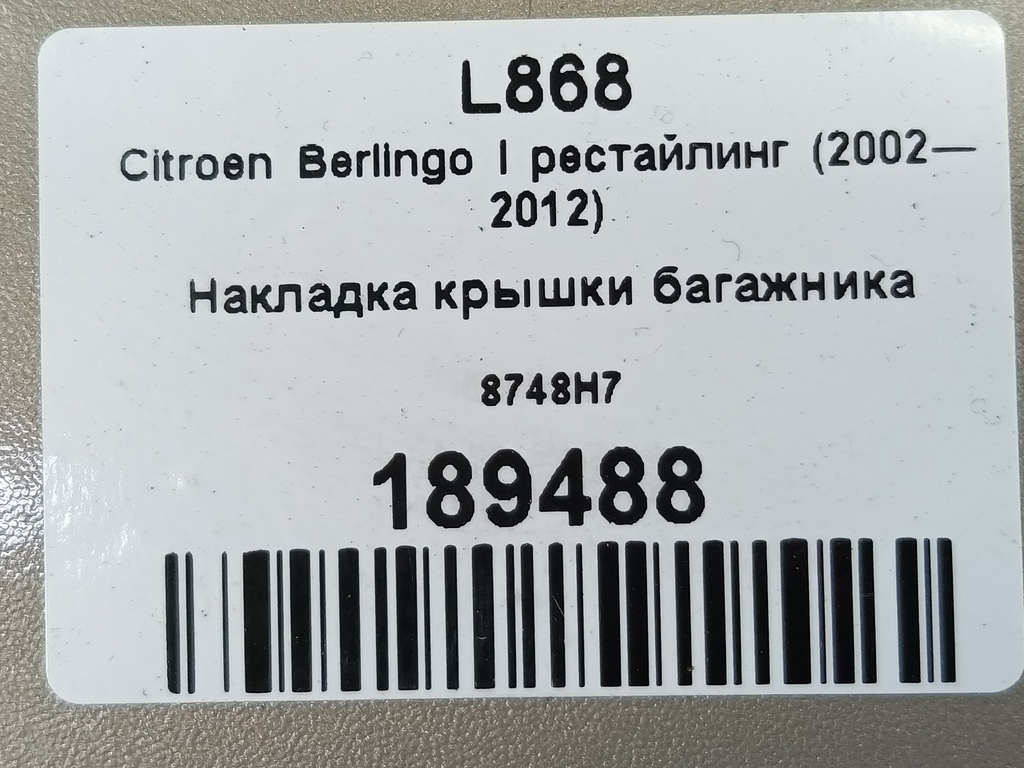 L868
Citroen Berlingo I рестайлинг (2002—
2012)
Накладка крышки багажника
8748H7
189488